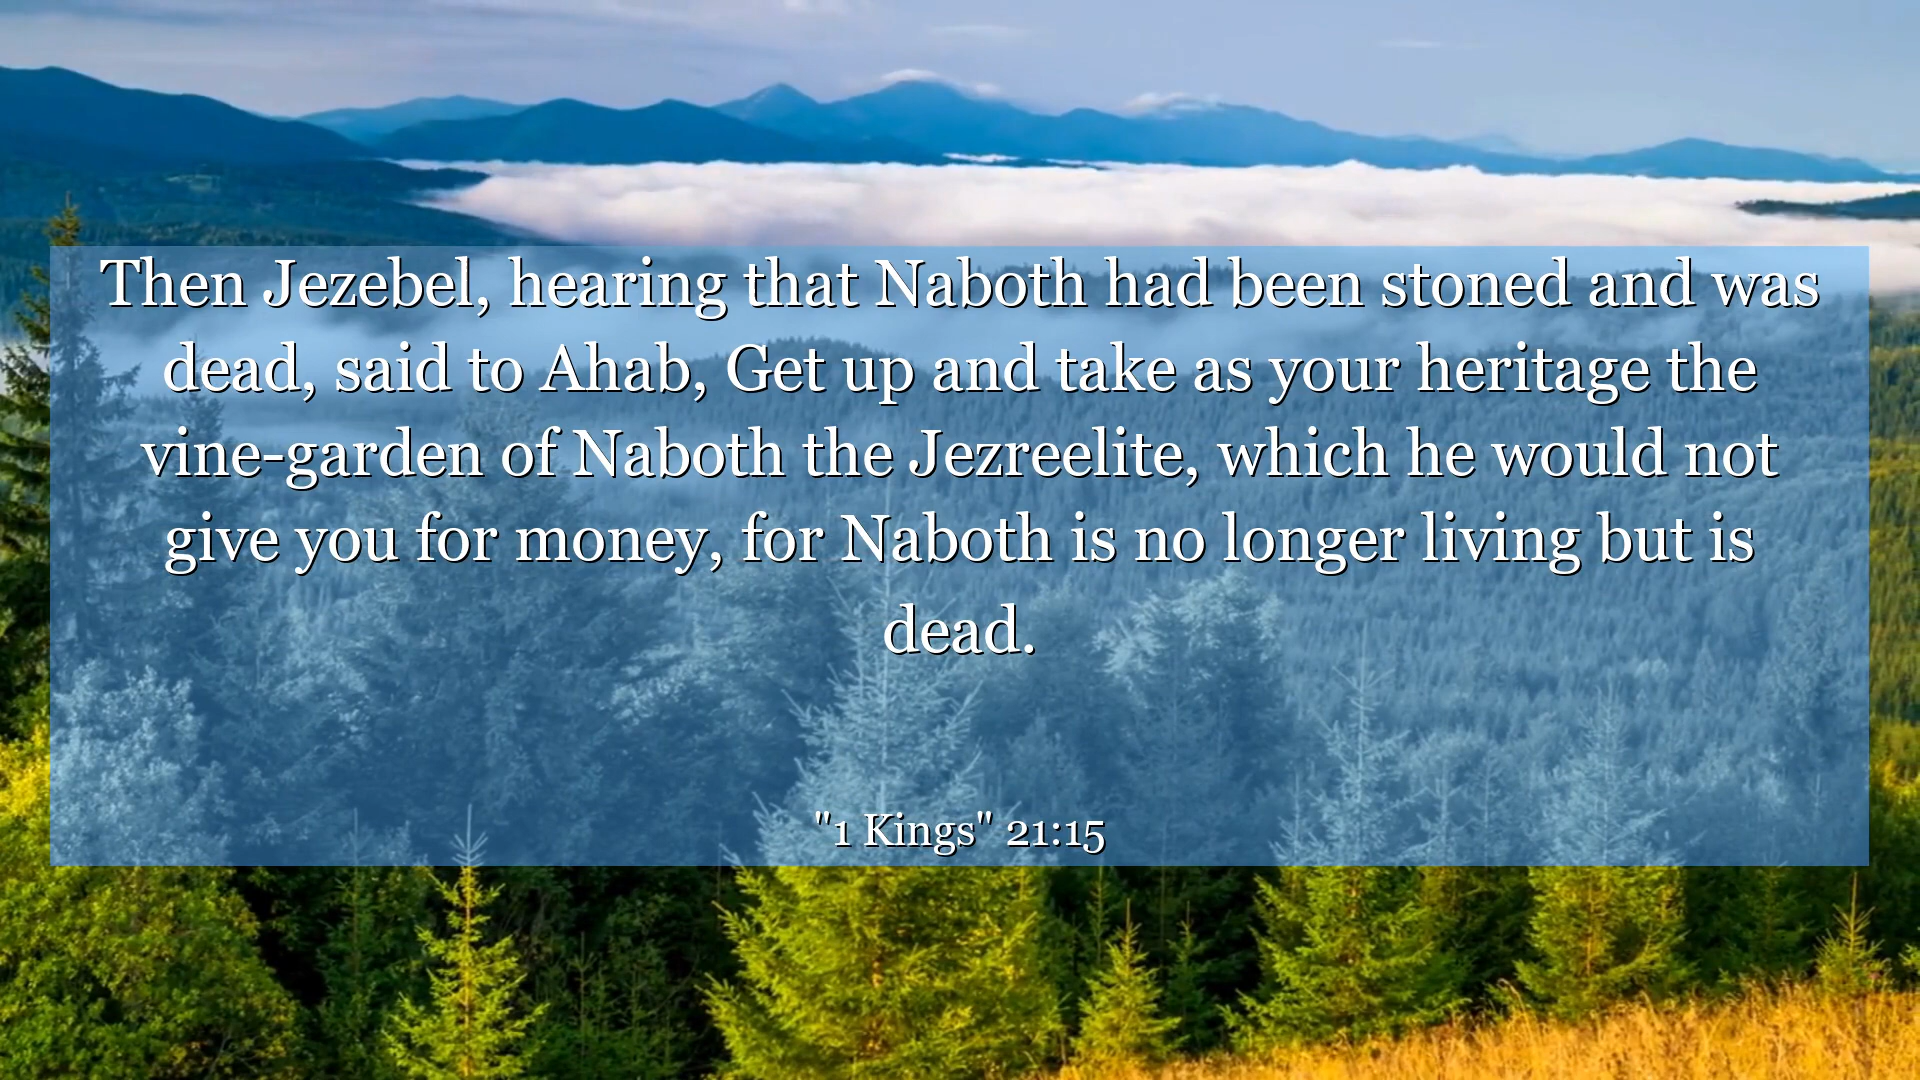 Then Jezebel, hearing that Naboth had been stoned and was
dead, said to Ahab, Get up and take as your heritage the
vine-garden of Naboth the Jezreelite, which he would not
give you for money, for Naboth is no longer living but is
dead.
"1 Kings" 21:15